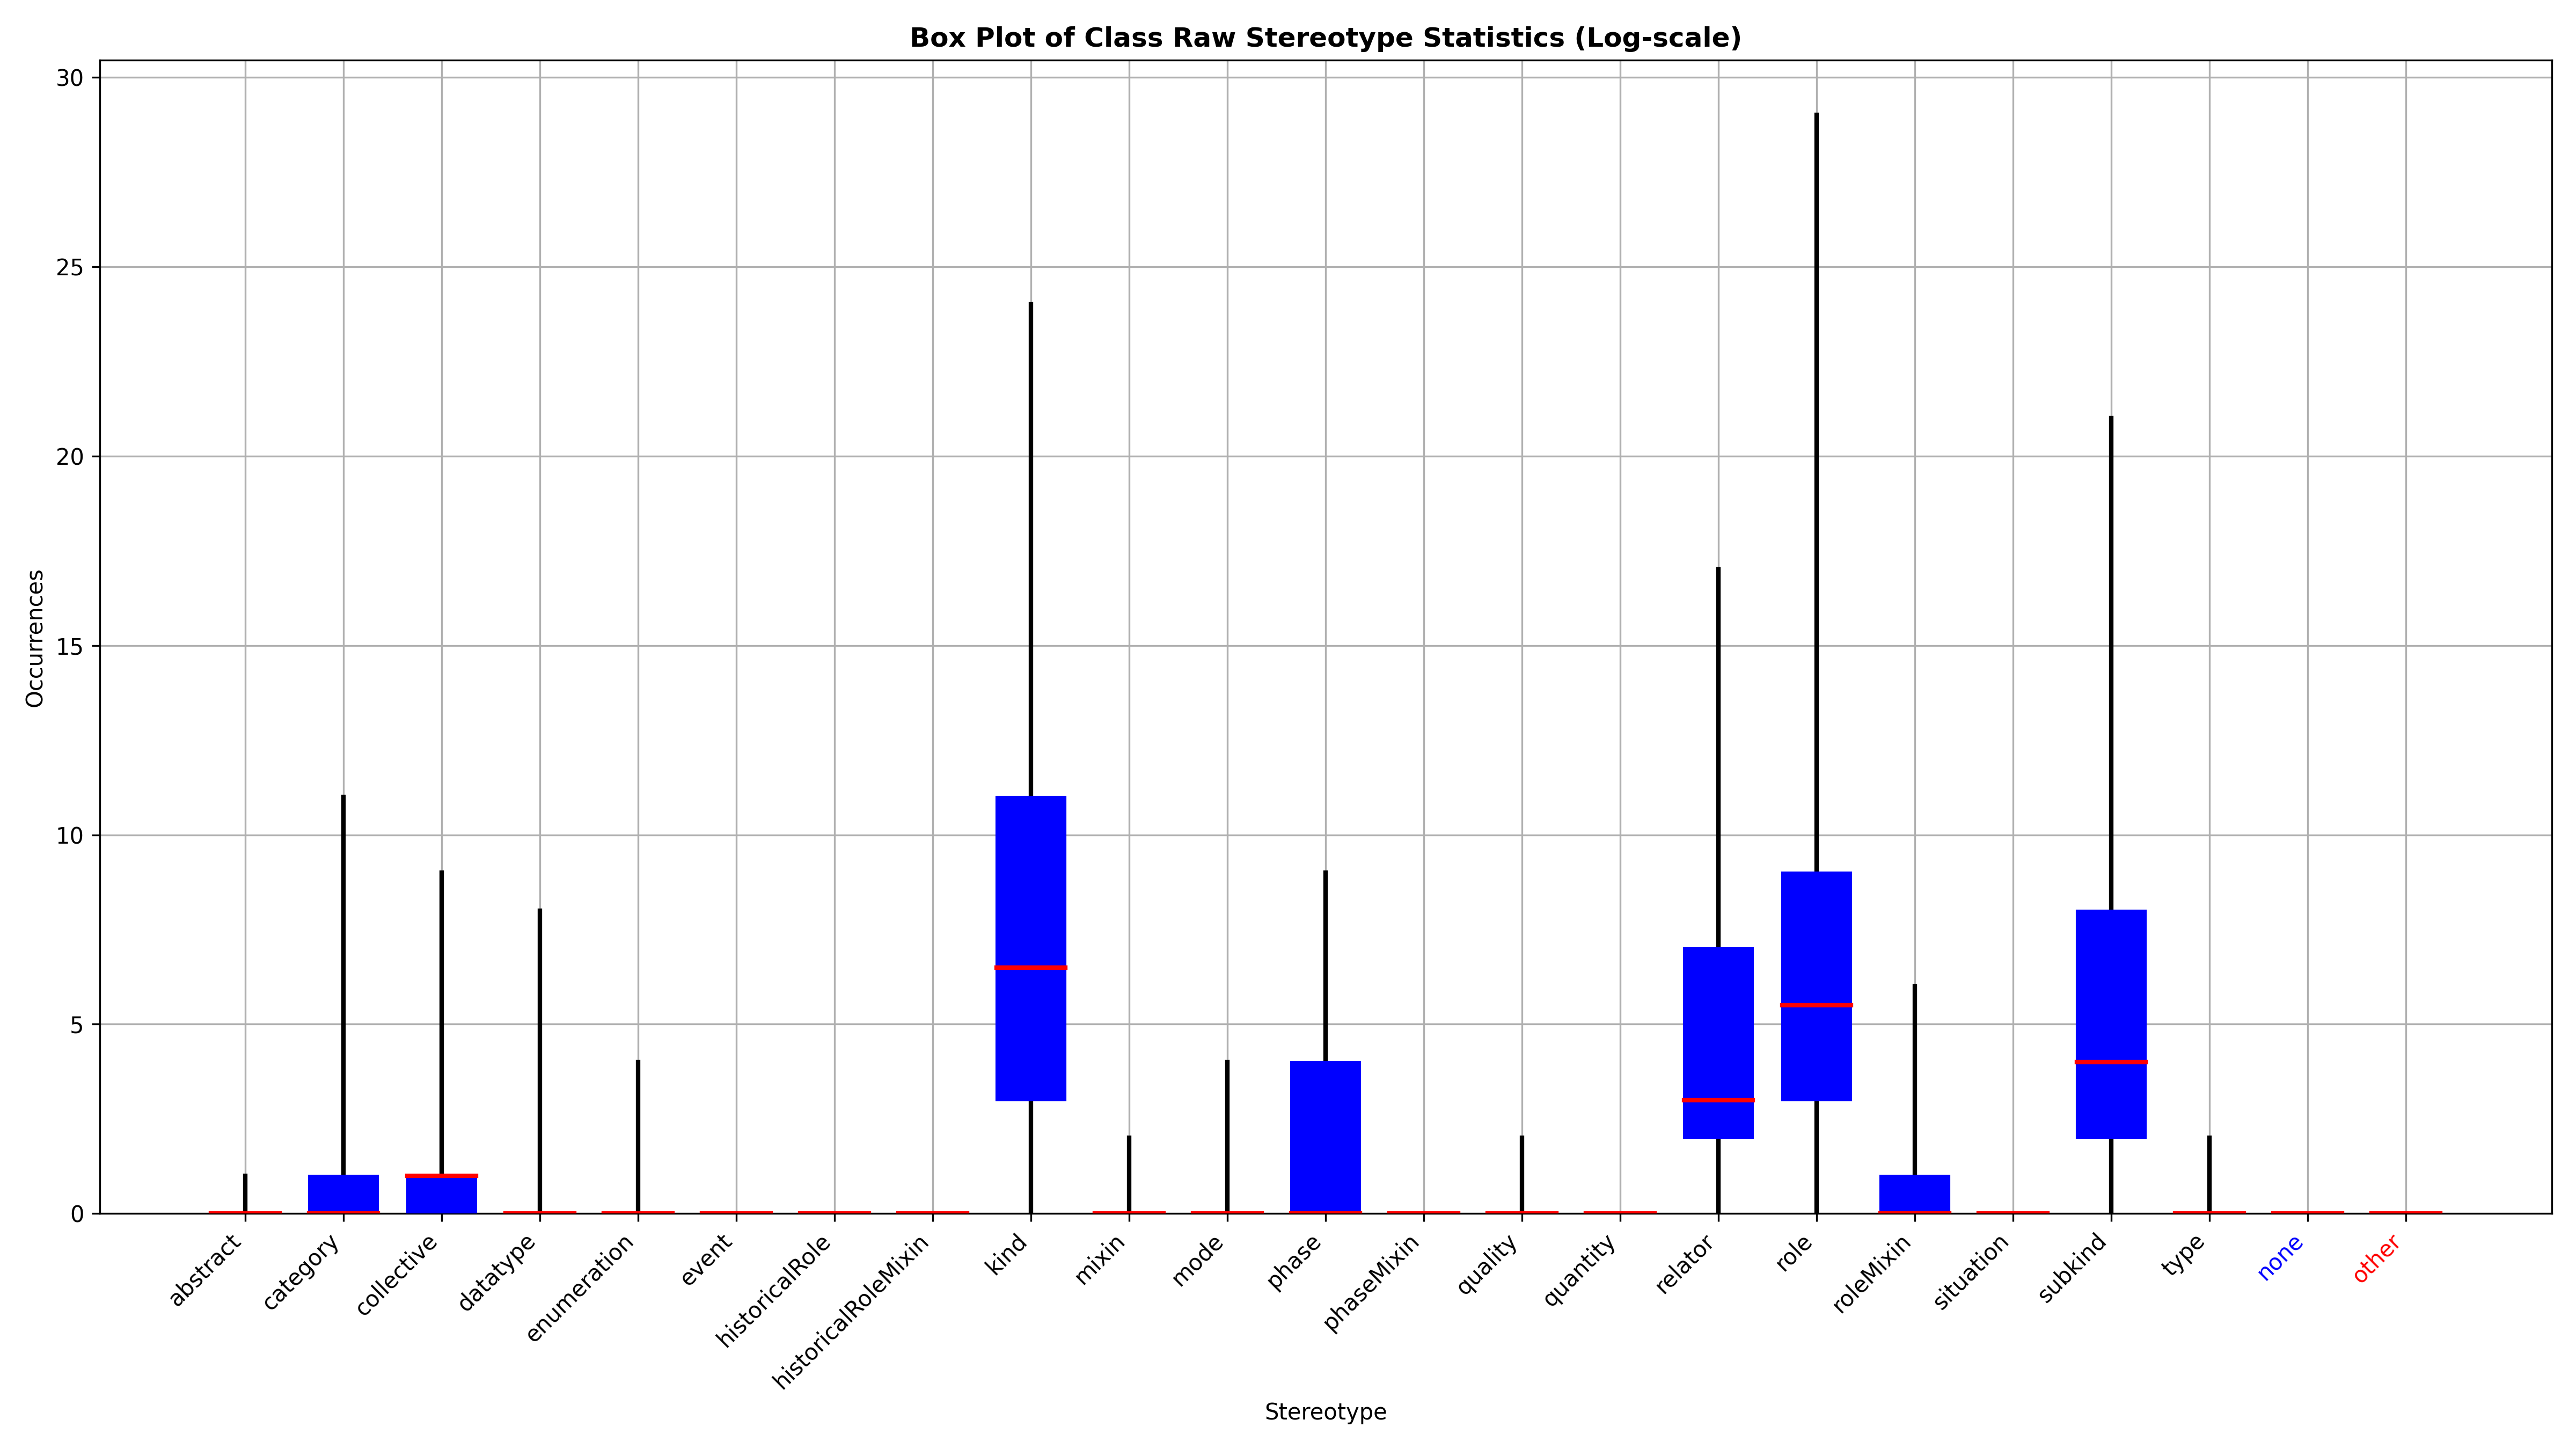 Box Plot of Class Raw Stereotype Statistics (Log-scale)
30
25
20
15
10
5
0
Occurrences
abstract
category
collective
datatype
enumeration
event
historicalRole
historicalRoleMixin
kind
mixin
mode
phase
phaseMixin
quality
quantity
relator
role
roleMixin
situation
subkind
type
none
other
Stereotype